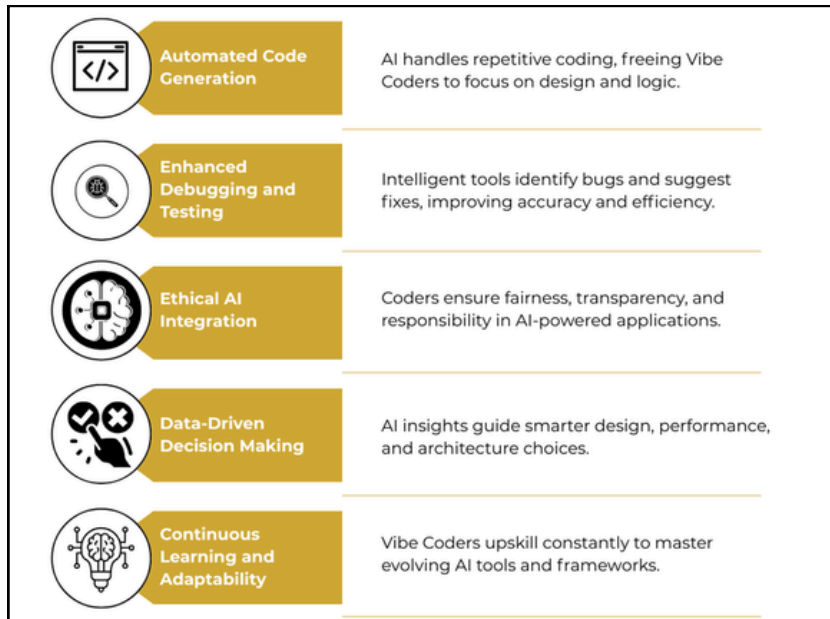 </>
Automated Code
Generation
AI handles repetitive coding, freeing Vibe
Coders to focus on design and logic.
Enhanced
Debugging and
Testing
Intelligent tools identify bugs and suggest
fixes, improving accuracy and efficiency.
Ethical AI
Integration
Coders ensure fairness, transparency, and
responsibility in AI-powered applications.
Data-Driven
Decision Making
AI insights guide smarter design, performance,
and architecture choices.
Continuous
Learning and
Adaptability
Vibe Coders upskill constantly to master
evolving AI tools and frameworks.